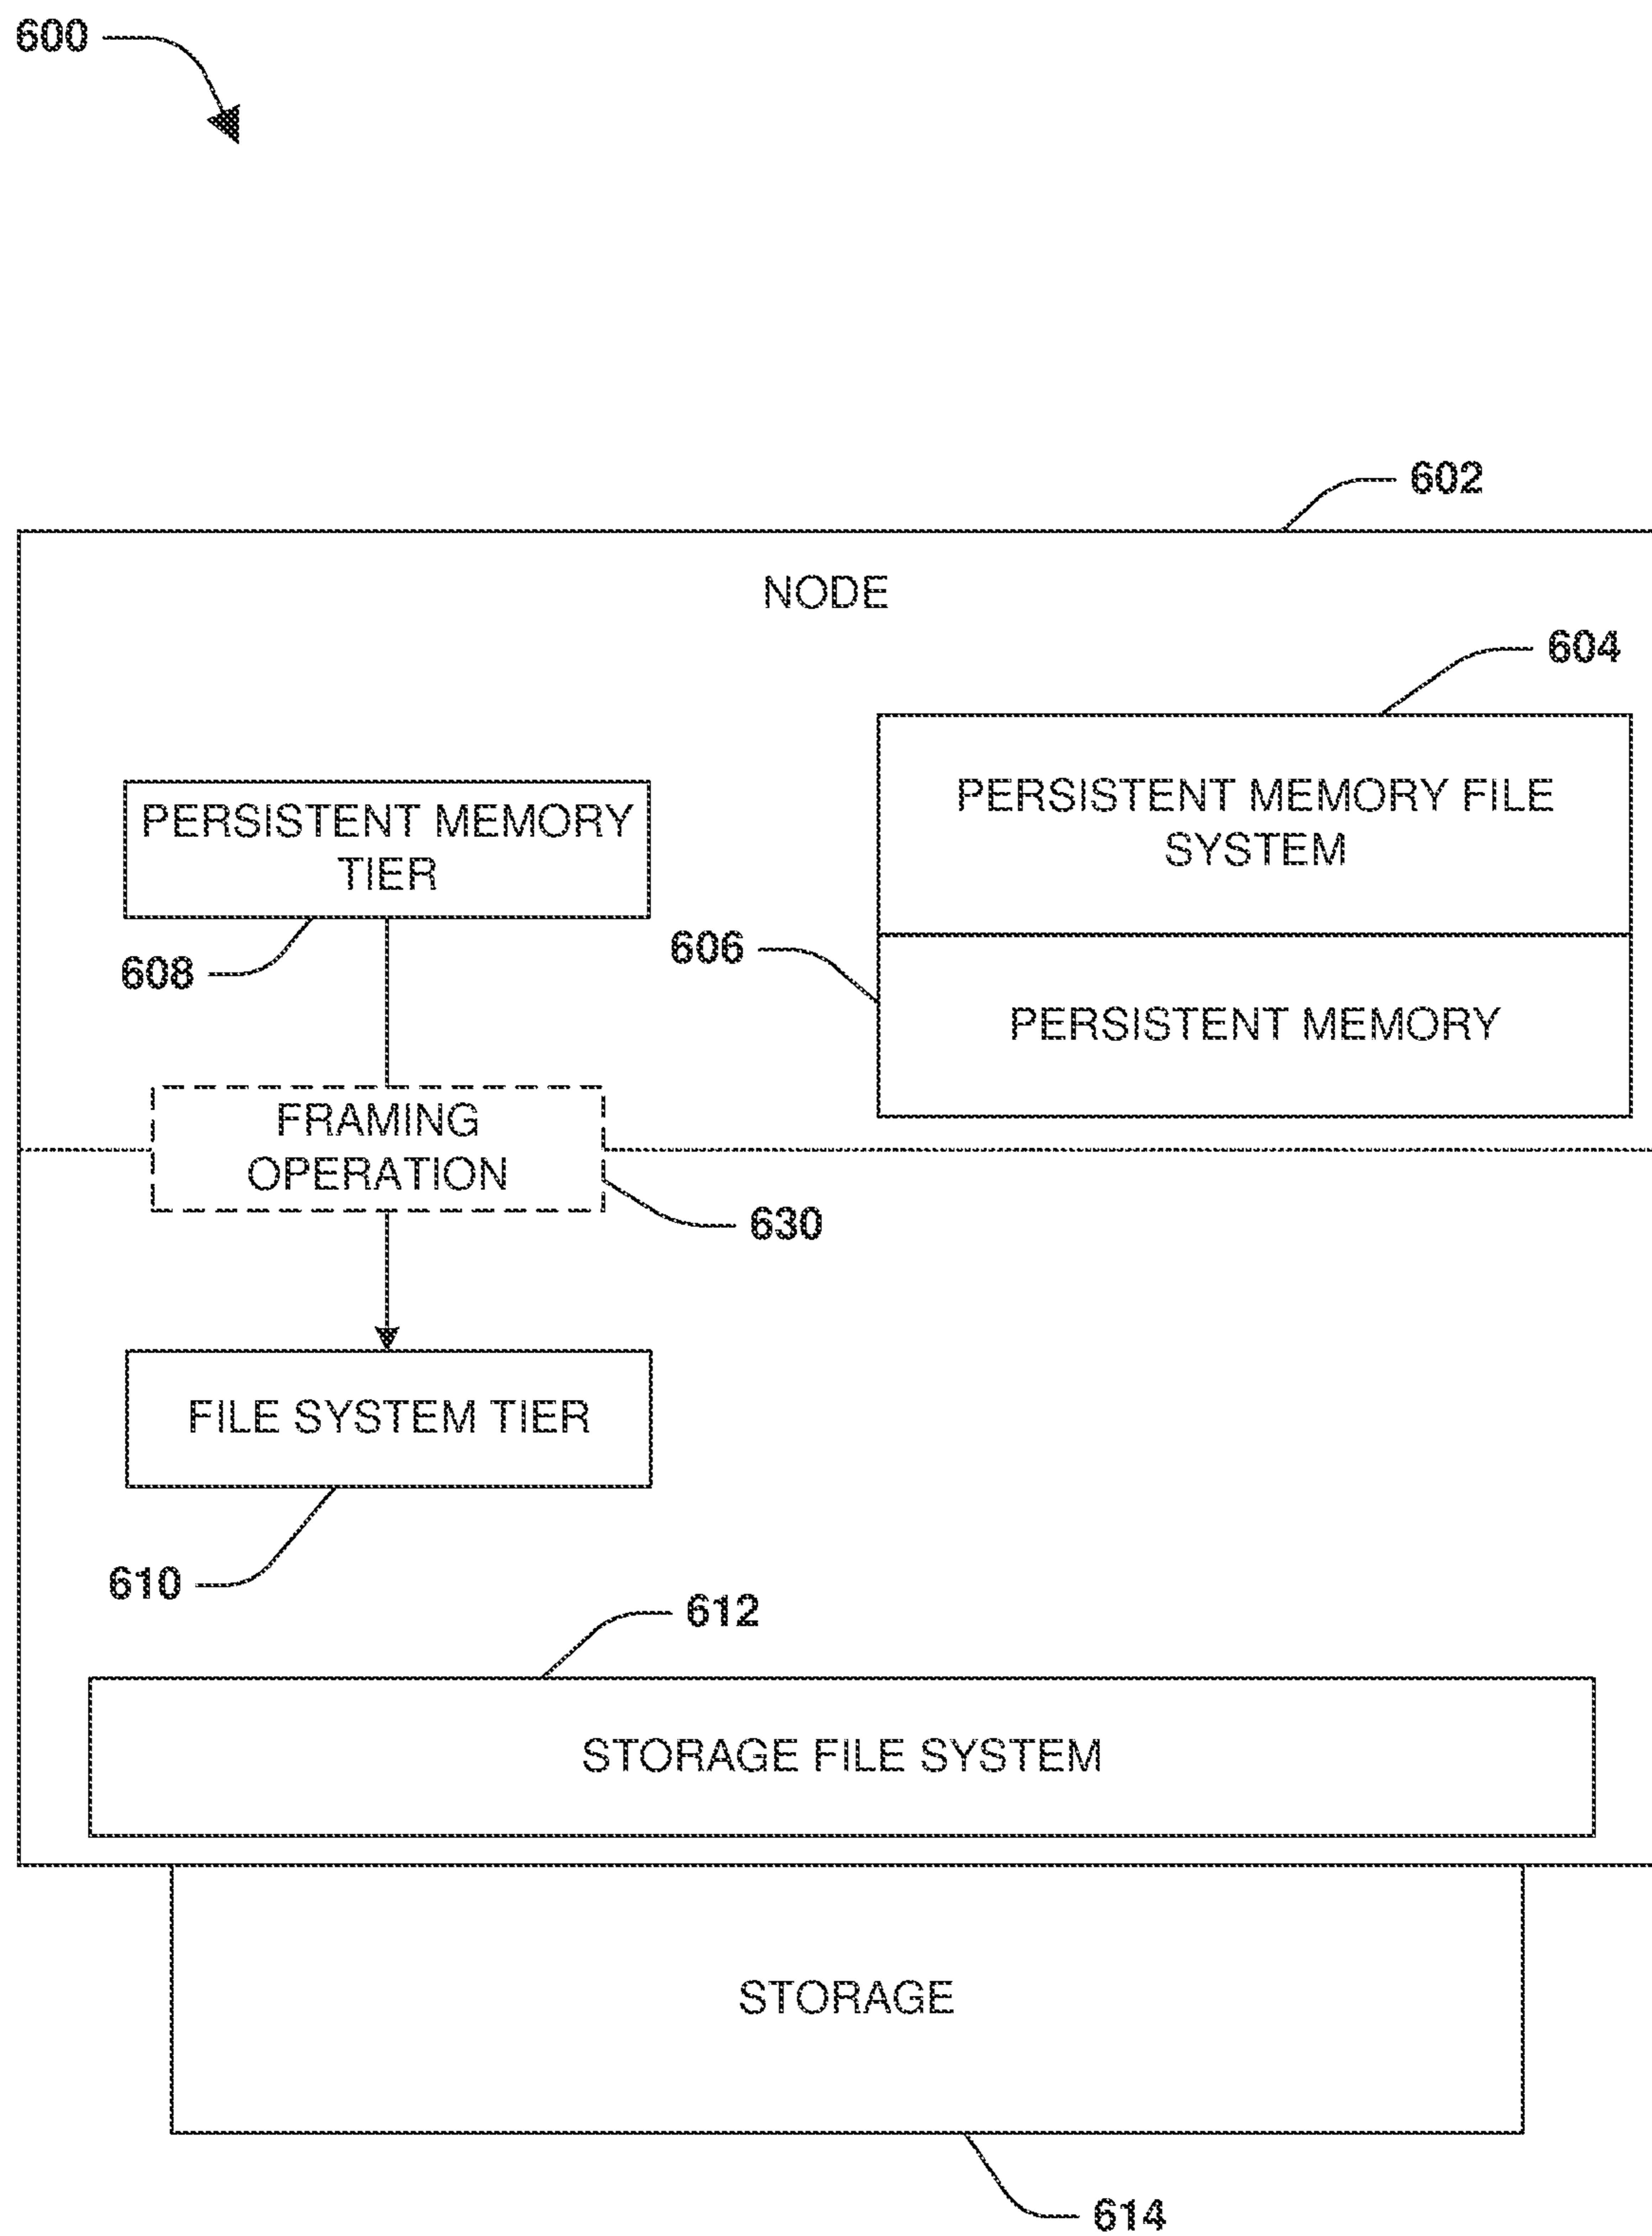 600
602
NODE
604
PERSISTENT MEMORY FILE
SYSTEM
PERSISTENT MEMORY
TIER
606
608
PERSISTENT MEMORY
FRAMING
OPERATION
630
FILE SYSTEM TIER
610
612
STORAGE FILE SYSTEM
STORAGE
614